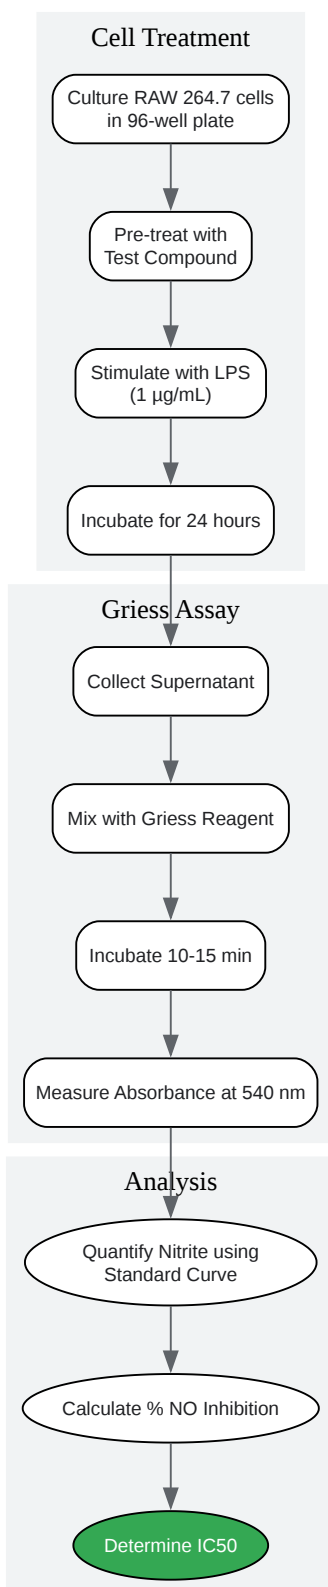 Cell Treatment
Culture RAW 264.7 cells
in 96-well plate
Pre-treat with
Test Compound
Stimulate with LPS
(1 µg/mL)
Incubate for 24 hours
Griess Assay
Collect Supernatant
Mix with Griess Reagent
Incubate 10-15 min
Measure Absorbance at 540 nm
Analysis
Quantify Nitrite using
Standard Curve
Calculate % NO Inhibition
Determine IC50